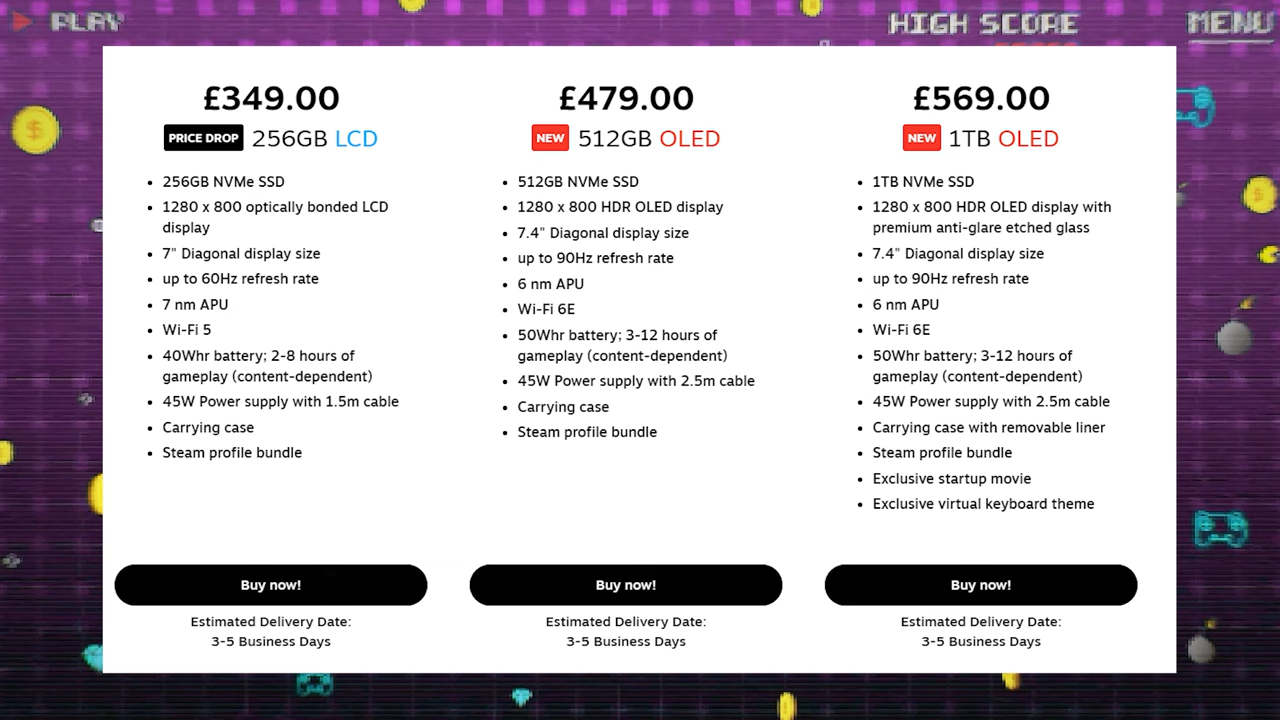 PLAY
HIGH SCORE
MENU
£349.00
PRICE DROP 256GB LCD
256GB NVMe SSD
1280 x 800 optically bonded LCD
display
7" Diagonal display size
up to 60Hz refresh rate
7 nm APU
Wi-Fi 5
40Whr battery; 2-8 hours of
gameplay (content-dependent)
45W Power supply with 1.5m cable
Carrying case
Steam profile bundle
Buy now!
Estimated Delivery Date:
3-5 Business Days
£479.00
NEW 512GB OLED
512GB NVMe SSD
1280 x 800 HDR OLED display
7.4" Diagonal display size
up to 90Hz refresh rate
6 nm APU
Wi-Fi 6E
50Whr battery; 3-12 hours of
gameplay (content-dependent)
45W Power supply with 2.5m cable
Carrying case
Steam profile bundle
Buy now!
Estimated Delivery Date:
3-5 Business Days
£569.00
NEW 1TB OLED
1TB NVMe SSD
1280 x 800 HDR OLED display with
premium anti-glare etched glass
7.4" Diagonal display size
up to 90Hz refresh rate
6 nm APU
Wi-Fi 6E
50Whr battery; 3-12 hours of
gameplay (content-dependent)
45W Power supply with 2.5m cable
Carrying case with removable liner
Steam profile bundle
Exclusive startup movie
Exclusive virtual keyboard theme
Buy now!
Estimated Delivery Date:
3-5 Business Days